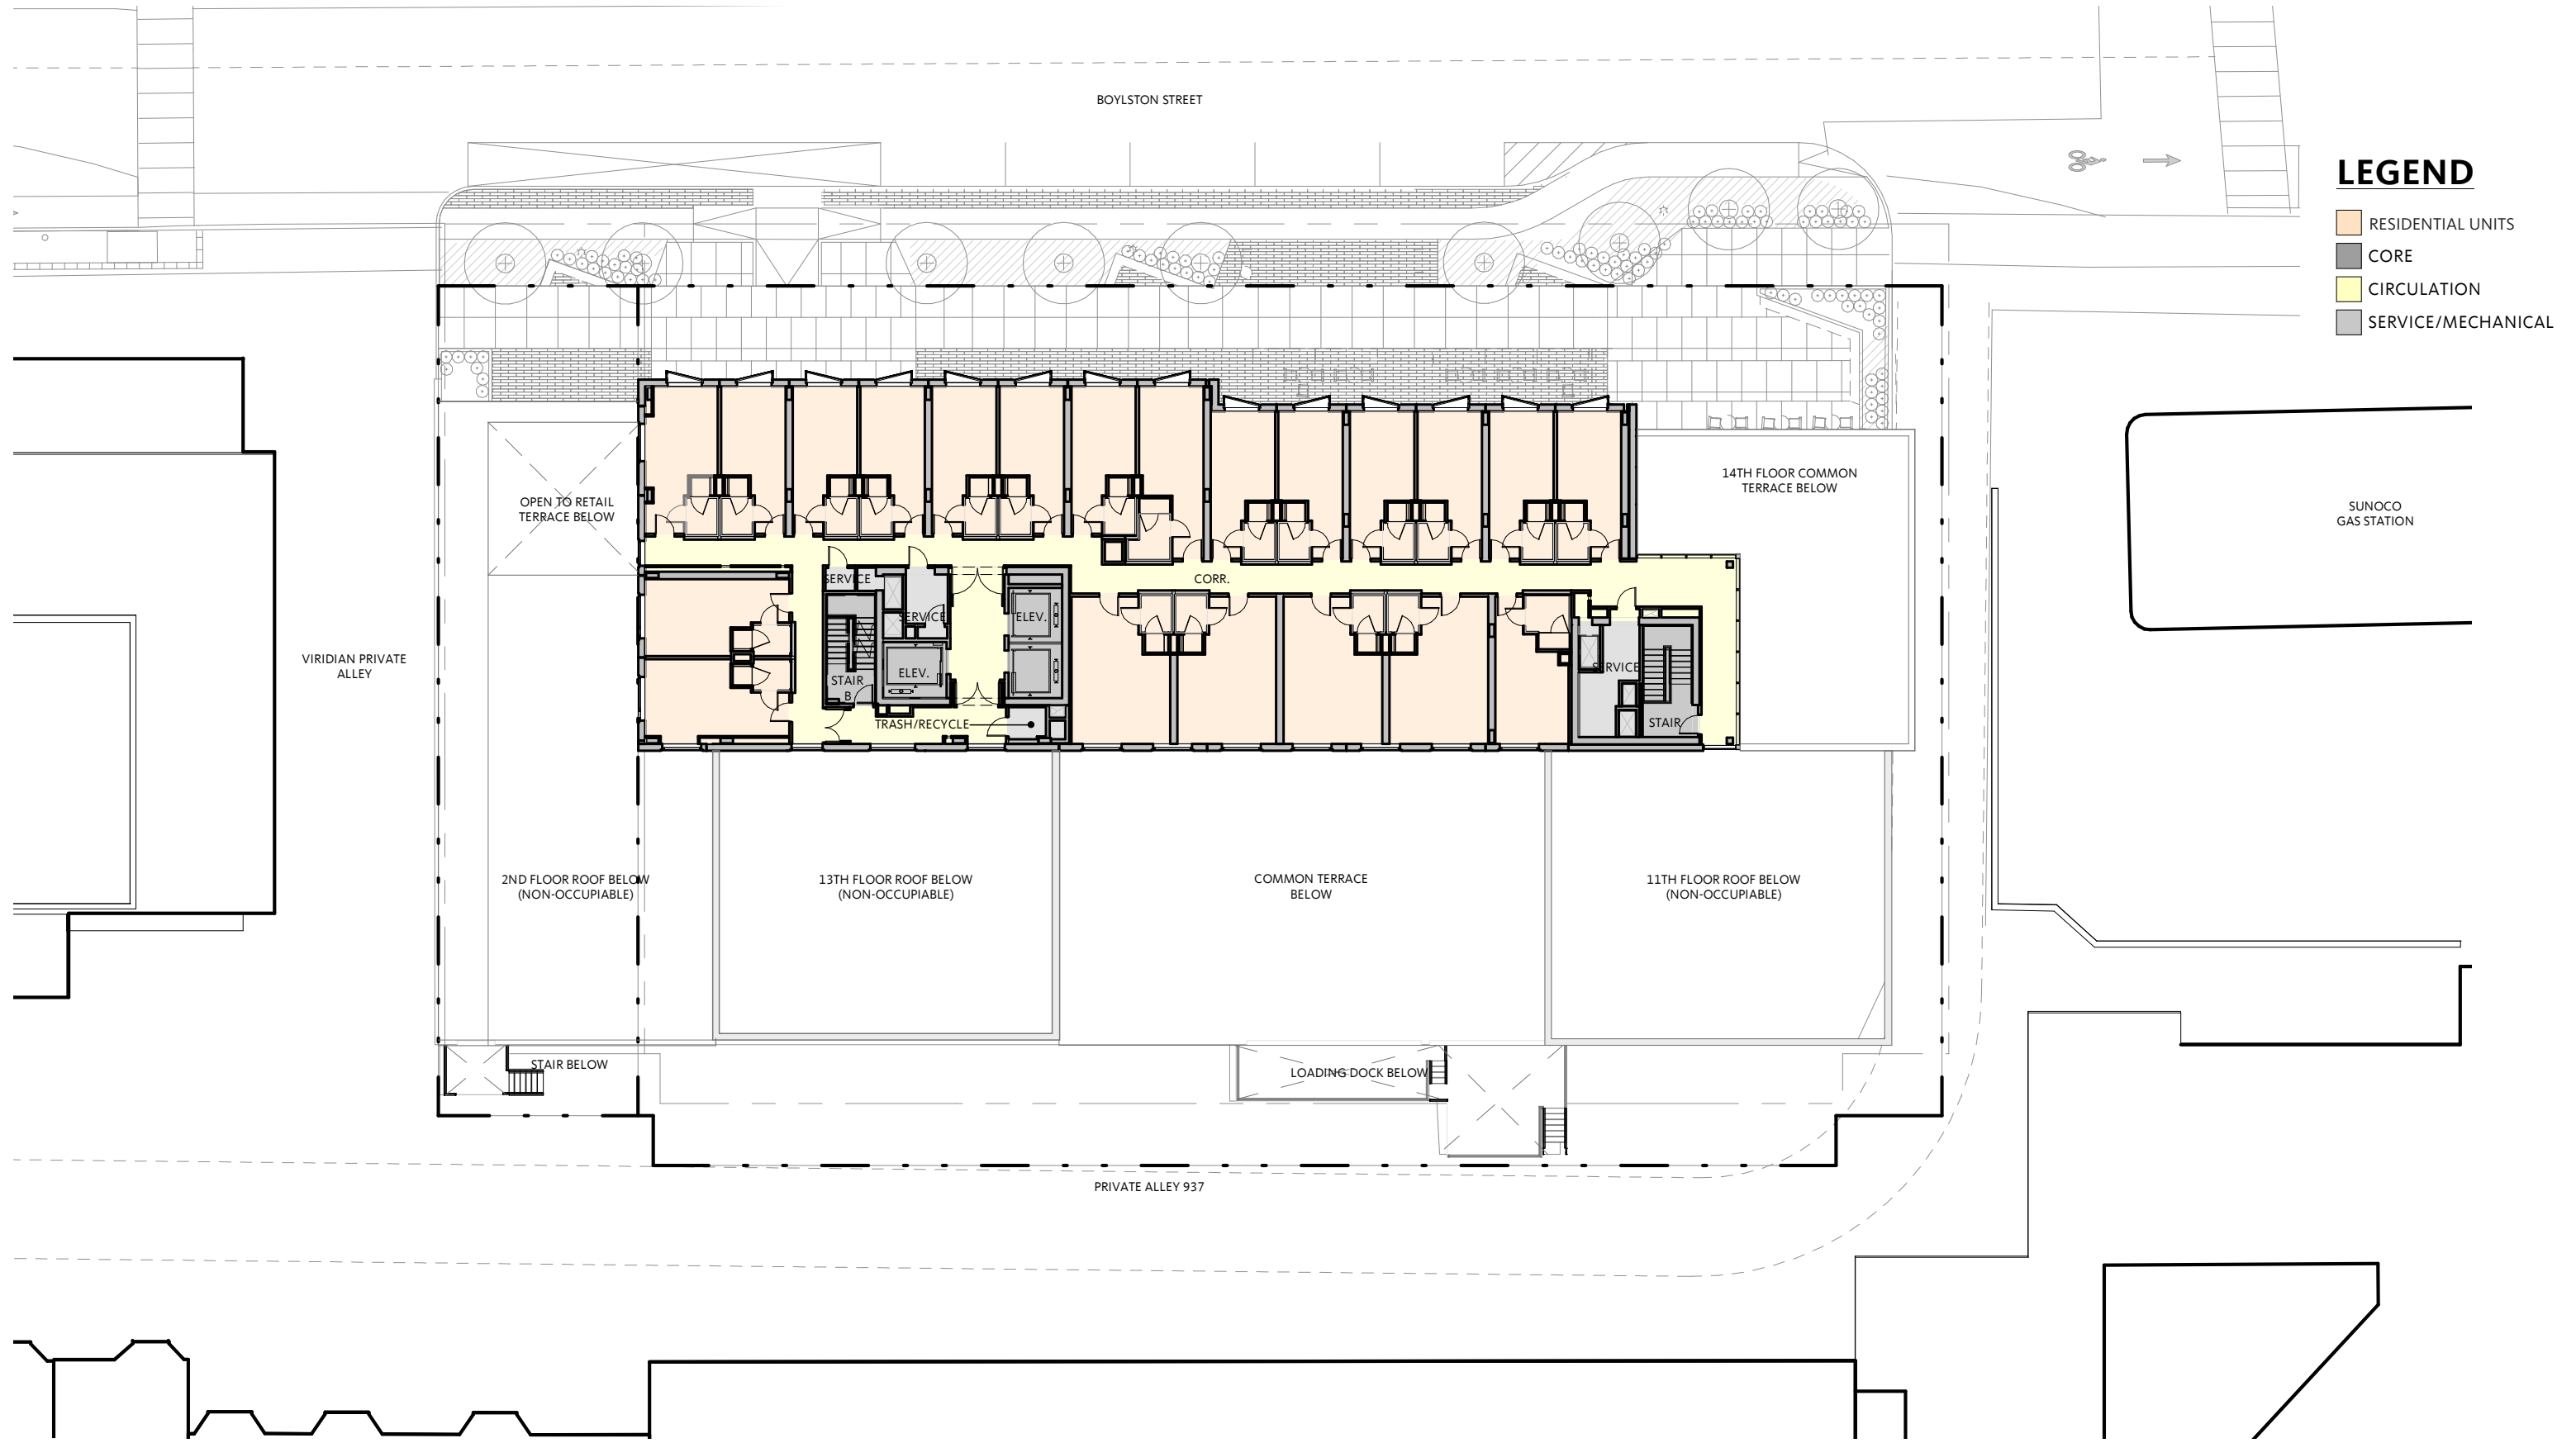 BOYLSTON STREET
LEGEND
RESIDENTIAL UNITS
CORE
CIRCULATION
SERVICE/MECHANICAL
14TH FLOOR COMMON
TERRACE BELOW
OPEN TO RETAIL
TERRACE BELOW
SUNOCO
GAS STATION
SERVICE
CORR.
SERVICE
ELEV.
VIRIDIAN PRIVATE
ALLEY
ELEV.
STAIR
B
SERVICE
TRASH/RECYCLE
STAIR
2ND FLOOR ROOF BELOW
(NON-OCCUPIABLE)
13TH FLOOR ROOF BELOW
(NON-OCCUPIABLE)
COMMON TERRACE
BELOW
11TH FLOOR ROOF BELOW
(NON-OCCUPIABLE)
STAIR BELOW
LOADING DOCK BELOW
PRIVATE ALLEY 937